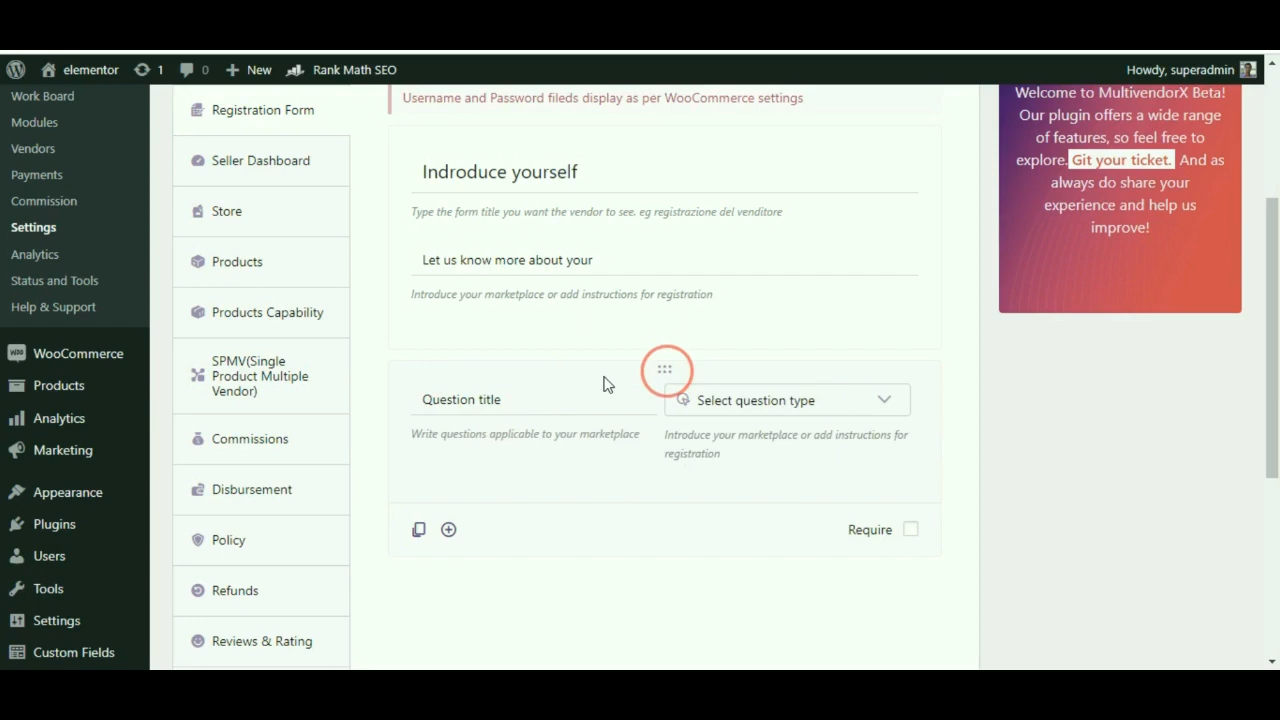 elementor 1 0 New Rank Math SEO Howdy, superadmin
Work Board
Modules
Vendors
Payments
Commission
Settings
Analytics
Status and Tools
Help & Support
WooCommerce
Products
Analytics
Marketing
Appearance
Plugins
Users
Tools
Settings
Custom Fields
Registration Form
Seller Dashboard
Store
Products
Products Capability
SPMV(Single
Product Multiple
Vendor)
Commissions
Disbursement
Policy
Refunds
Reviews & Rating
Username and Password fileds display as per WooCommerce settings
Indroduce yourself
Type the form title you want the vendor to see. eg registrazione del venditore
Let us know more about your
Introduce your marketplace or add instructions for registration
Question title
Write questions applicable to your marketplace
Select question type
Introduce your marketplace or add instructions for
registration
Require
Welcome to MultivendorX Beta!
Our plugin offers a wide range
of features, so feel free to
explore. Git your ticket. And as
always do share your
experience and help us
improve!